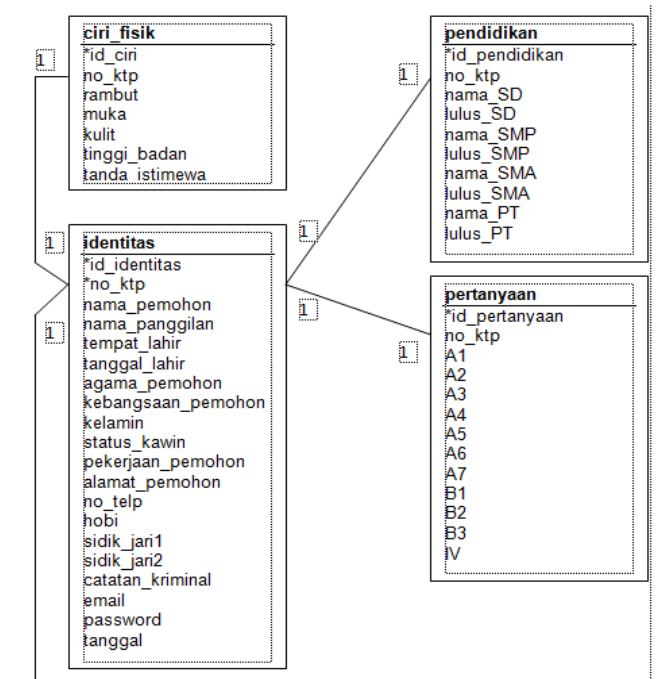 ciri_fisik
*id_ciri
no_ktp
rambut
muka
kulit
tinggi_badan
tanda_istimewa
1
1
identitas
*id_identitas
*no_ktp
nama_pemohon
nama_panggilan
tempat_lahir
tanggal_lahir
agama_pemohon
kebangsaan_pemohon
kelamin
status_kawin
pekerjaan_pemohon
alamat_pemohon
no_telp
hobi
sidik_jari1
sidik_jari2
catatan_kriminal
email
password
tanggal
1
1
1
pendidikan
*id_pendidikan
no_ktp
nama_SD
lulus_SD
nama_SMP
lulus_SMP
nama_SMA
lulus_SMA
nama_PT
lulus_PT
1
pertanyaan
*id_pertanyaan
no_ktp
A1
A2
A3
A4
A5
A6
A7
B1
B2
B3
IV
1